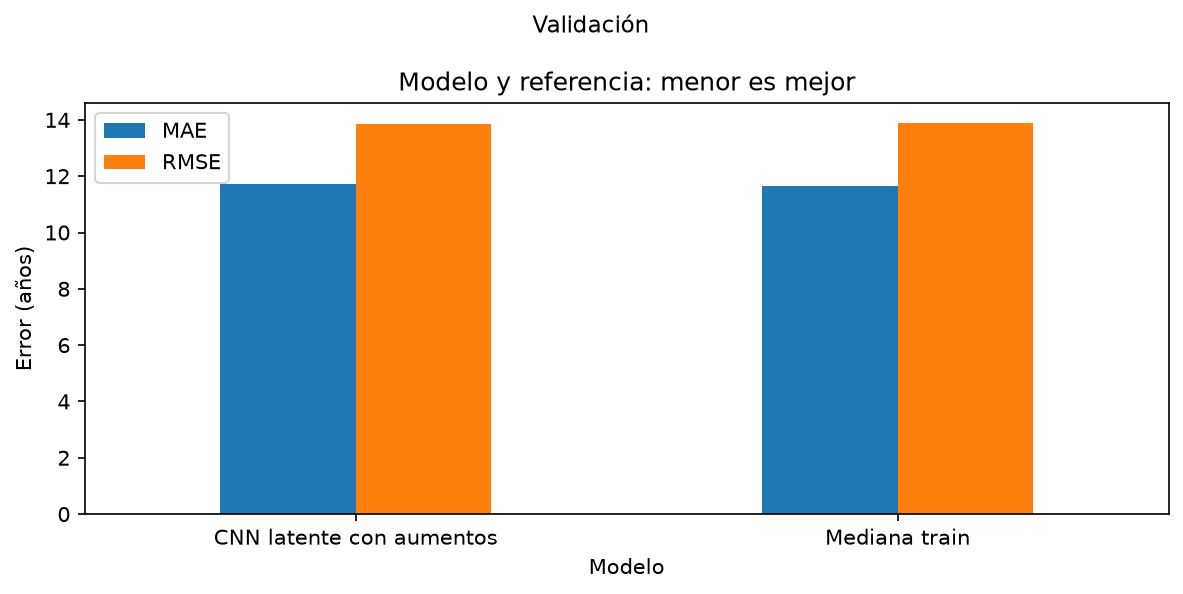 Validación
Modelo y referencia: menor es mejor
MAE
RMSE
14
12
10
8
6
4
2
0
Error (años)
CNN latente con aumentos
Mediana train
Modelo